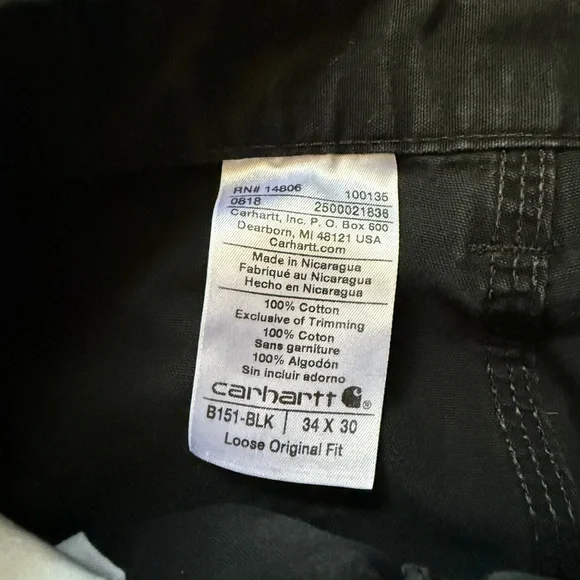 RN# 14806 100135
0818 2500021836
Carhartt, Inc. P. O. Box 600
Dearborn, MI 48121 USA
Carhartt.com
Made in Nicaragua
Fabriqué au Nicaragua
Hecho en Nicaragua
100% Cotton
Exclusive of Trimming
100% Coton
Sans garniture
100% Algodón
Sin incluir adorno
carhartt ®
B151-BLK 34 X 30
Loose Original Fit